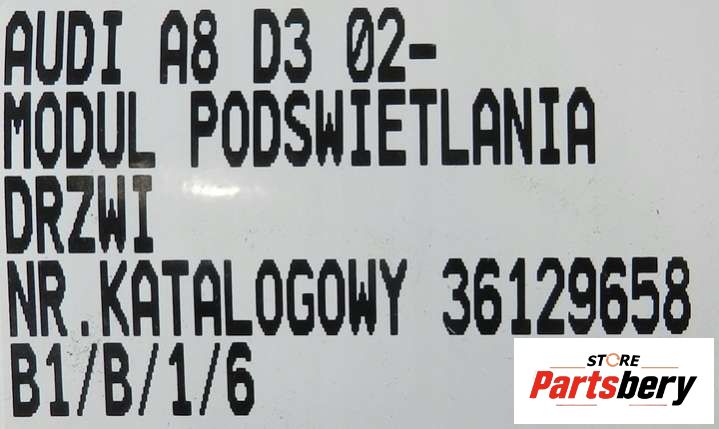 AUDI A8 D3 02-
MODUL PODSWIETLANIA
DRZWI
NR.KATALOGOWY 36129658
B1/B/1/6
STORE
Partsbery